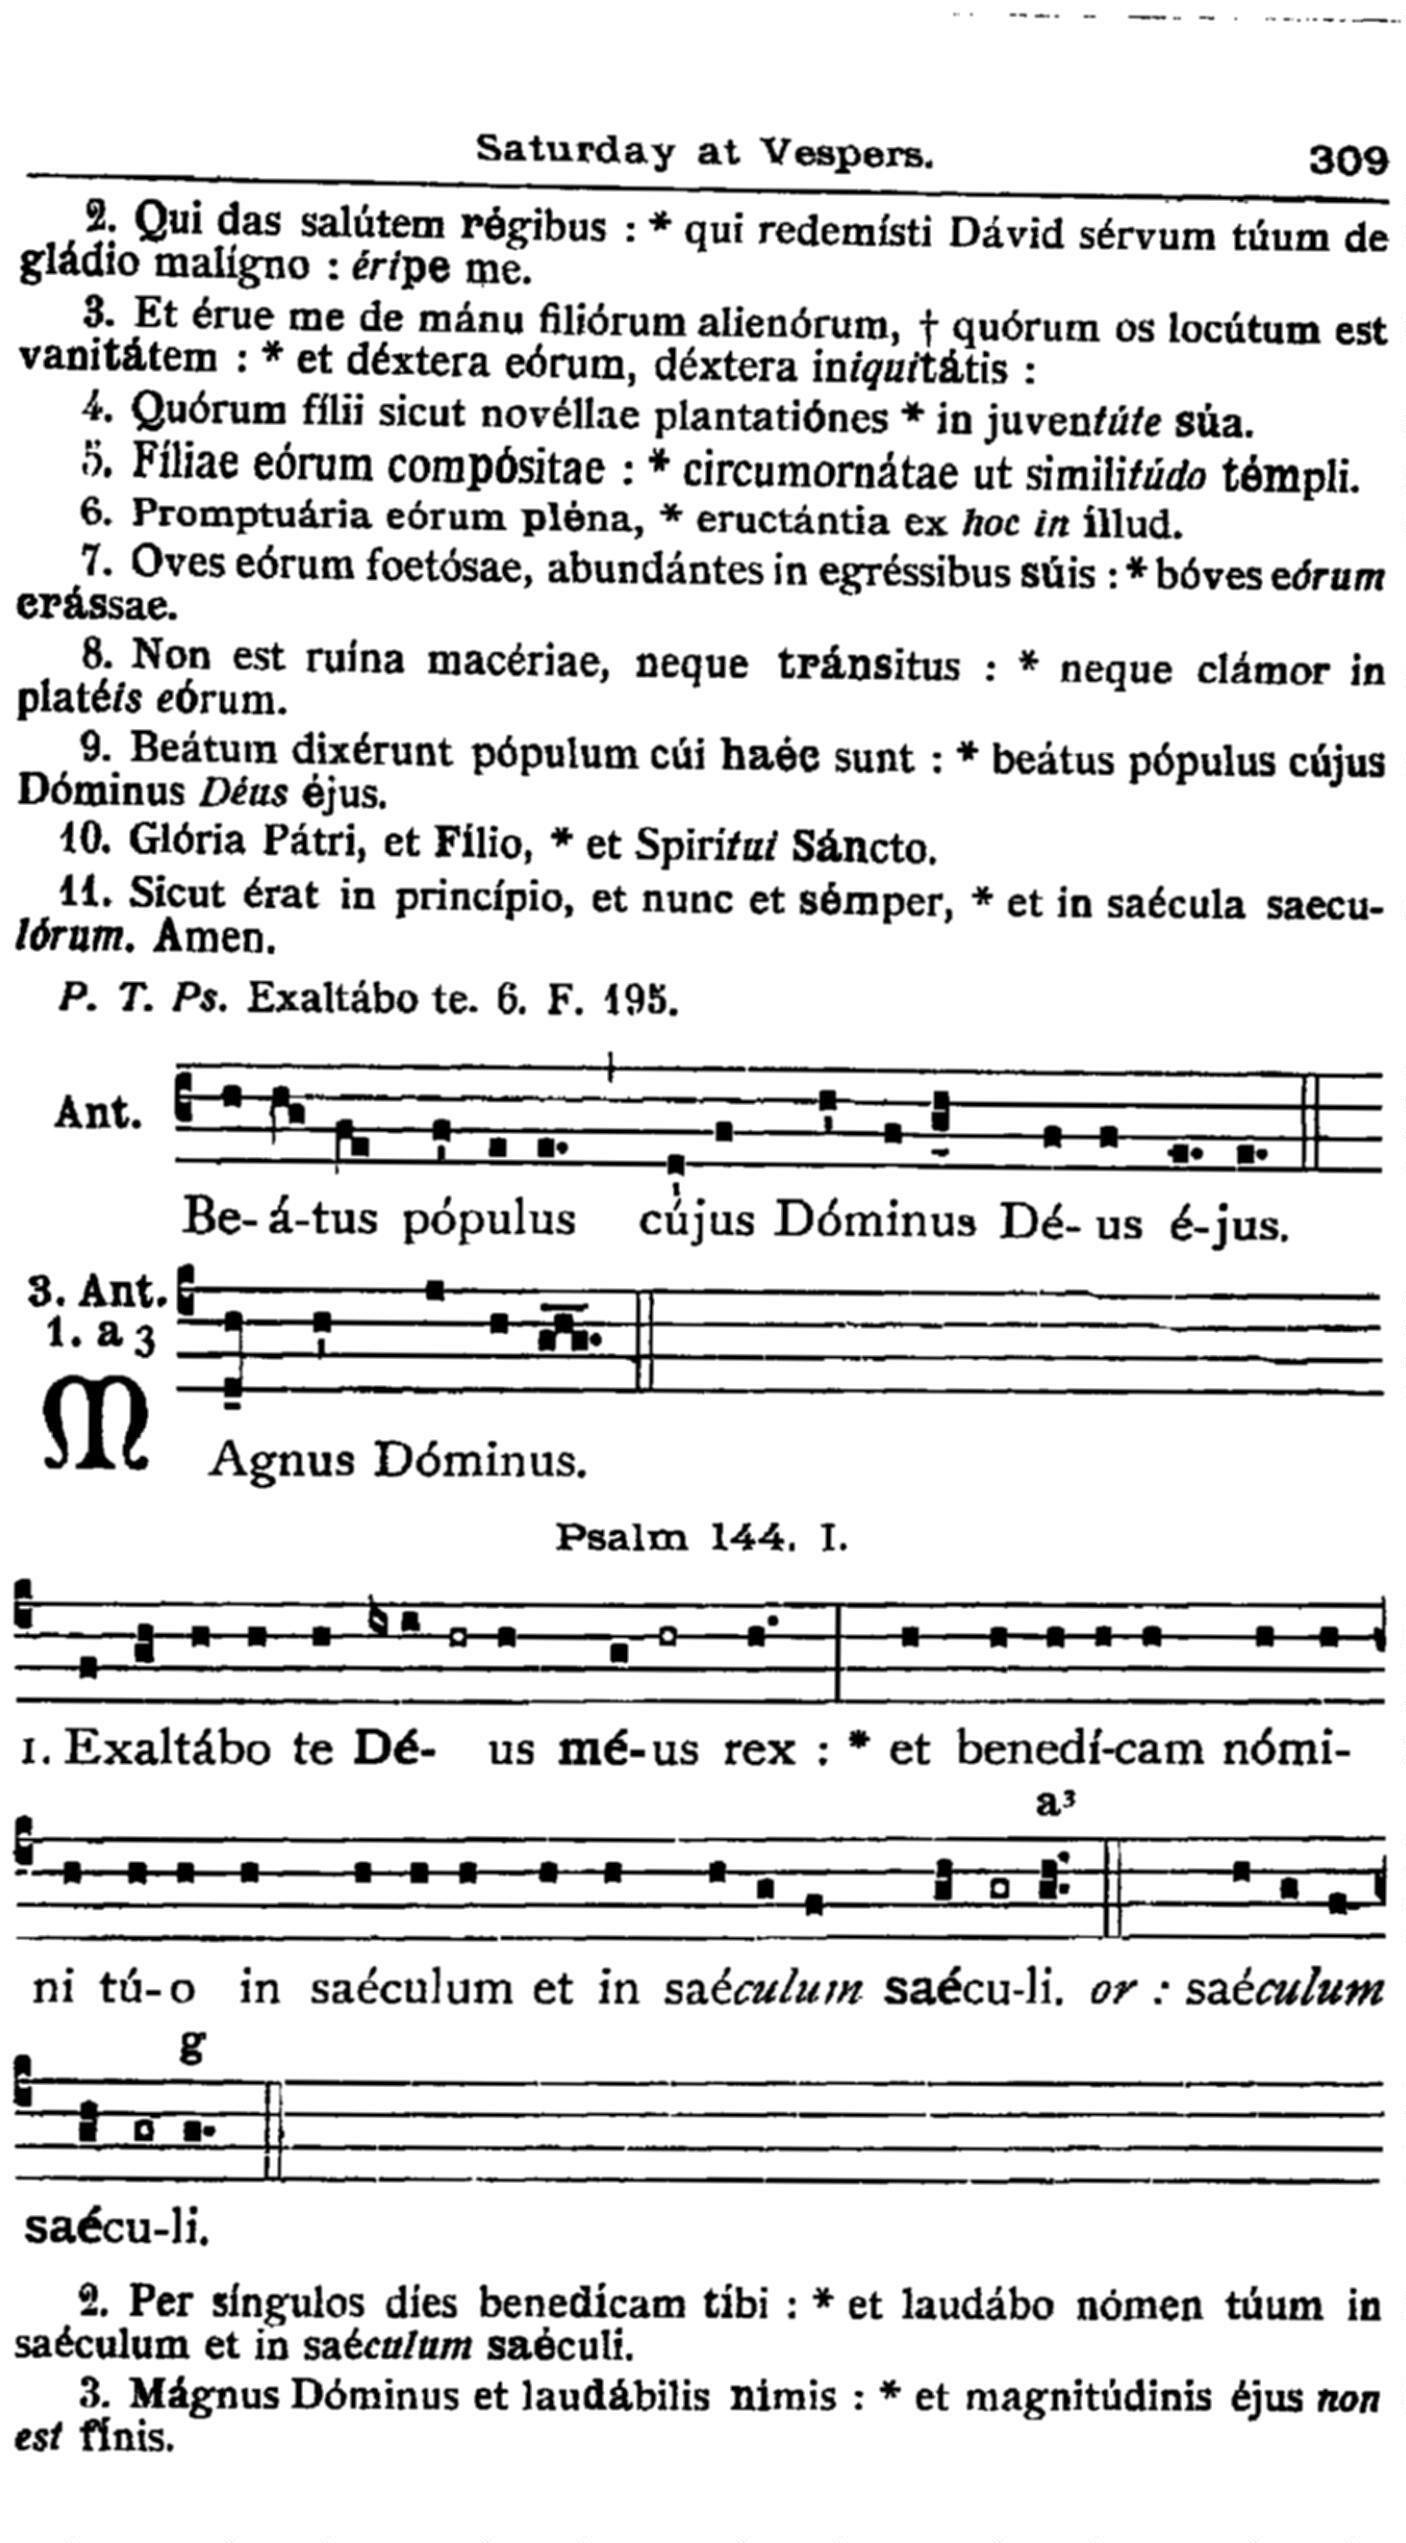 Saturday at Vespers. 309
2. Qui das salútem régibus : * qui redemísti Dávid sérvum túum de
gládio malígno : éripe me.
3. Et érue me de mánu filiórum alienórum, † quórum os locútum est
vanitátem : * et déxtera eórum, déxtera iniquitátis :
4. Quórum fílii sicut novéllae plantatiónes * in juventúte súa.
5. Fíliae eórum compósitae : * circumornátae ut similitúdo témpli.
6. Promptuária eórum pléna, * eructántia ex hoc in íllud.
7. Oves eórum foetósae, abundántes in egréssibus súis : * bóves eórum
crássae.
8. Non est ruína macériae, neque tránsitus : * neque clámor in
platéis eórum.
9. Beátum dixérunt pópulum cúi haéc sunt : * beátus pópulus cújus
Dóminus Déus éjus.
10. Glória Pátri, et Fílio, * et Spirítui Sáncto.
11. Sicut érat in princípio, et nunc et sémper, * et in saécula saecu-
lórum. Amen.
P. T. Ps. Exaltábo te. 6. F. 195.
Ant.
Be- á-tus pópulus cújus Dóminus Dé- us é-jus.
3. Ant.
1. a 3
M Agnus Dóminus.
Psalm 144. I.
1. Exaltábo te Dé- us mé-us rex : * et benedí-cam nómi-
a3
ni tú-o in saéculum et in saéculum saécu-li. or : saéculum
g
saécu-li.
2. Per síngulos díes benedícam tíbi : * et laudábo nómen túum in
saéculum et in saéculum saéculi.
3. Mágnus Dóminus et laudábilis nimis : * et magnitúdinis éjus non
est fínis.